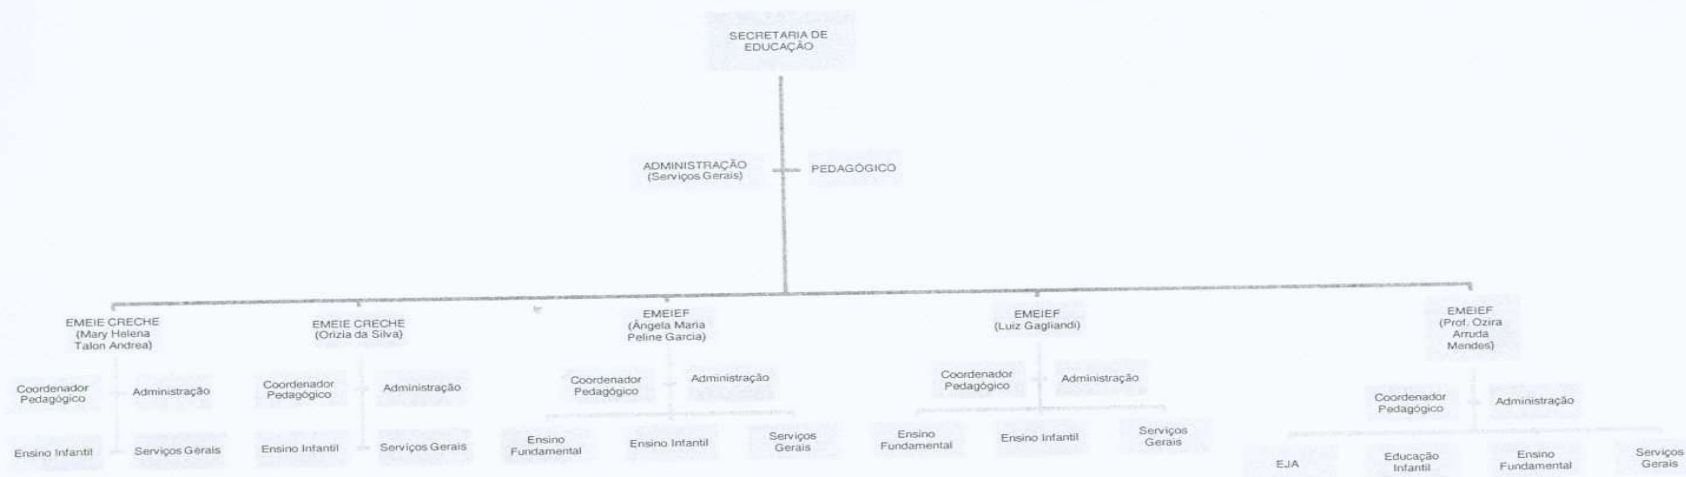 SECRETARIA DE
EDUCAÇÃO
ADMINISTRAÇÃO
(Serviços Gerais)
PEDAGÓGICO
EMEIE CRECHE
(Mary Helena
Talon Andrea)
EMEIE CRECHE
(Orizia da Silva)
EMEIEF
(Ângela Maria
Peline Garcia)
EMEIEF
(Luiz Gagliandi)
EMEIEF
(Prof. Ozira
Arruda
Mendes)
Coordenador
Pedagógico
Administração
Coordenador
Pedagógico
Administração
Coordenador
Pedagógico
Administração
Coordenador
Pedagógico
Administração
Coordenador
Pedagógico
Administração
Ensino Infantil
Serviços Gerais
Ensino Infantil
Serviços Gerais
Ensino
Fundamental
Ensino Infantil
Serviços
Gerais
Ensino
Fundamental
Ensino Infantil
Serviços
Gerais
EJA
Educação
Infantil
Ensino
Fundamental
Serviços
Gerais